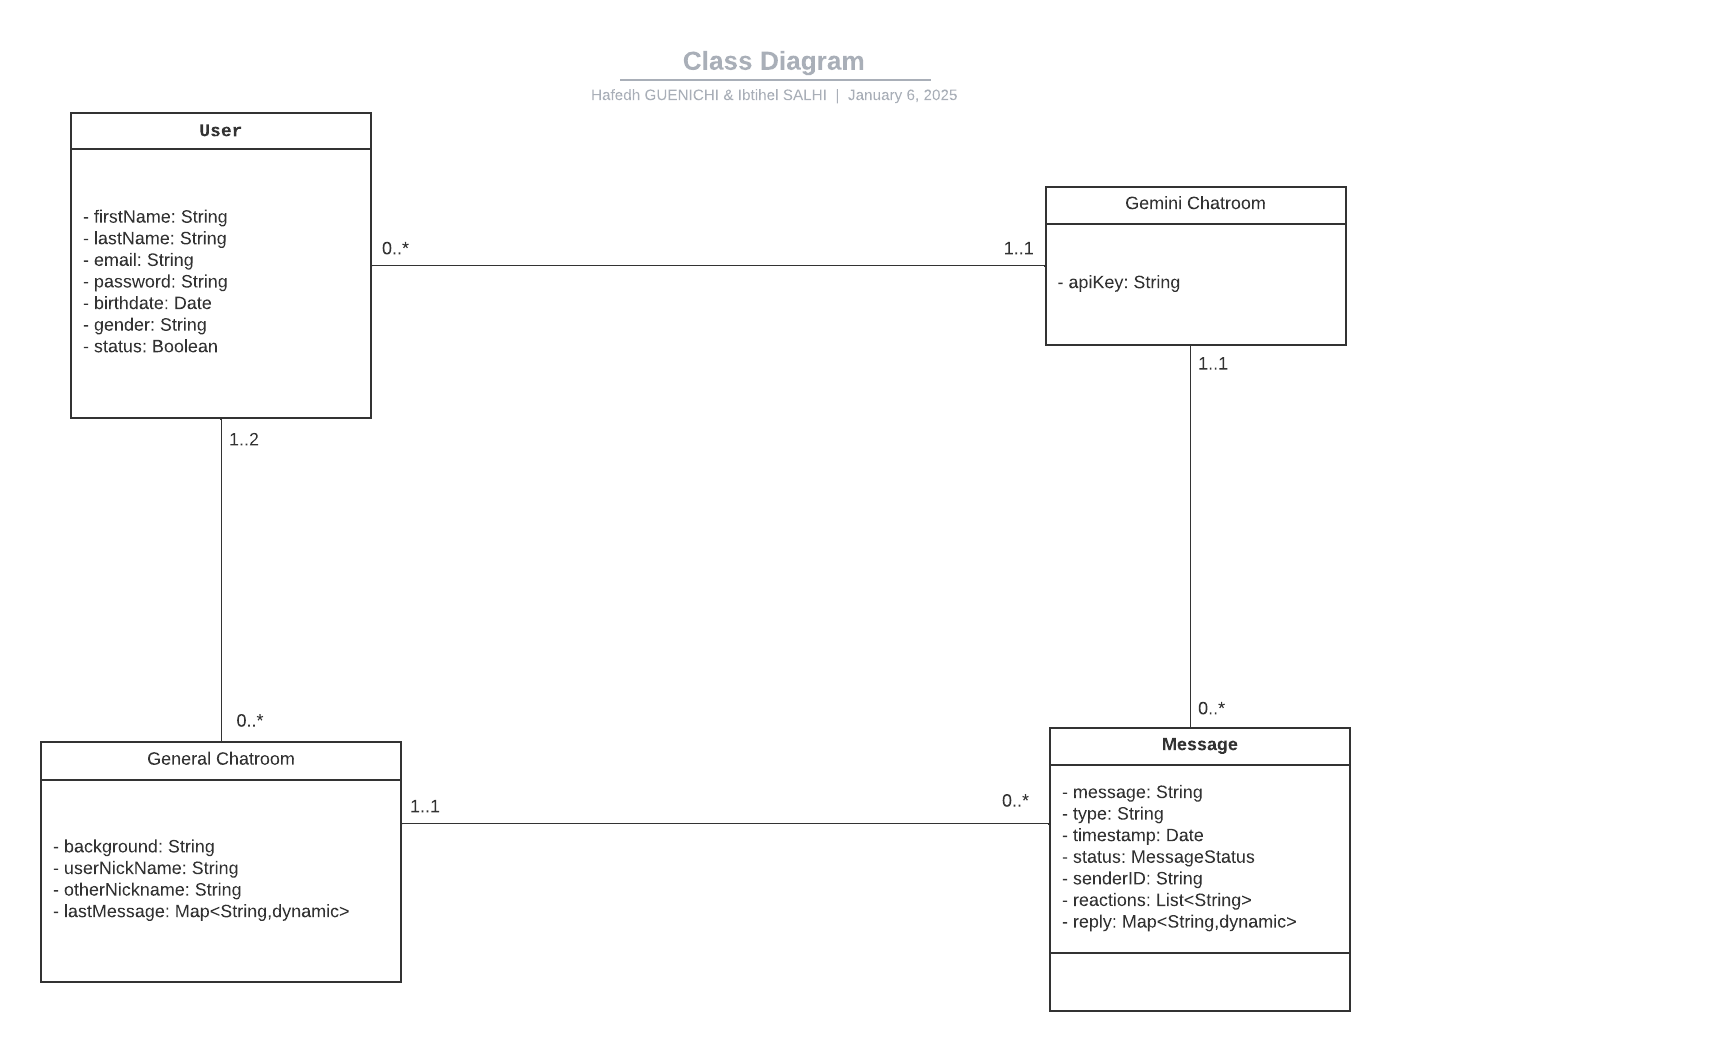 Class Diagram
Hafedh GUENICHI & Ibtihel SALHI | January 6, 2025
User
- firstName: String
- lastName: String
- email: String
- password: String
- birthdate: Date
- gender: String
- status: Boolean
0..*
1..1
Gemini Chatroom
- apiKey: String
1..1
1..2
0..*
0..*
General Chatroom
- background: String
- userNickName: String
- otherNickname: String
- lastMessage: Map<String,dynamic>
1..1
0..*
Message
- message: String
- type: String
- timestamp: Date
- status: MessageStatus
- senderID: String
- reactions: List<String>
- reply: Map<String,dynamic>